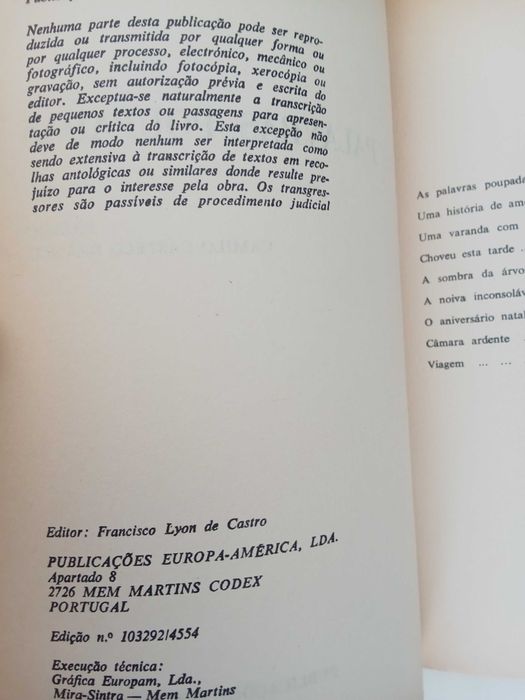 Nenhuma parte desta publicação pode ser repro-
duzida ou transmitida por qualquer forma ou
por qualquer processo, electrónico, mecânico ou
fotográfico, incluindo fotocópia, xerocópia ou
gravação, sem autorização prévia e escrita do
editor. Exceptua-se naturalmente a transcrição
de pequenos textos ou passagens para apresen-
tação ou crítica do livro. Esta excepção não
deve de modo nenhum ser interpretada como
sendo extensiva à transcrição de textos em reco-
lhas antológicas ou similares donde resulte pre-
juízo para o interesse pela obra. Os transgres-
sores são passíveis de procedimento judicial
Editor: Francisco Lyon de Castro
PUBLICAÇÕES EUROPA-AMÉRICA, LDA.
Apartado 8
2726 MEM MARTINS CODEX
PORTUGAL
Edição n.º 103292/4554
Execução técnica:
Gráfica Europam, Lda.,
Mira-Sintra — Mem Martins
As palavras poupada
Uma história de am
Uma varanda com
Choveu esta tarde ..
A sombra da árvo
A noiva inconsoláv
O aniversário natal
Câmara ardente
Viagem ... ...